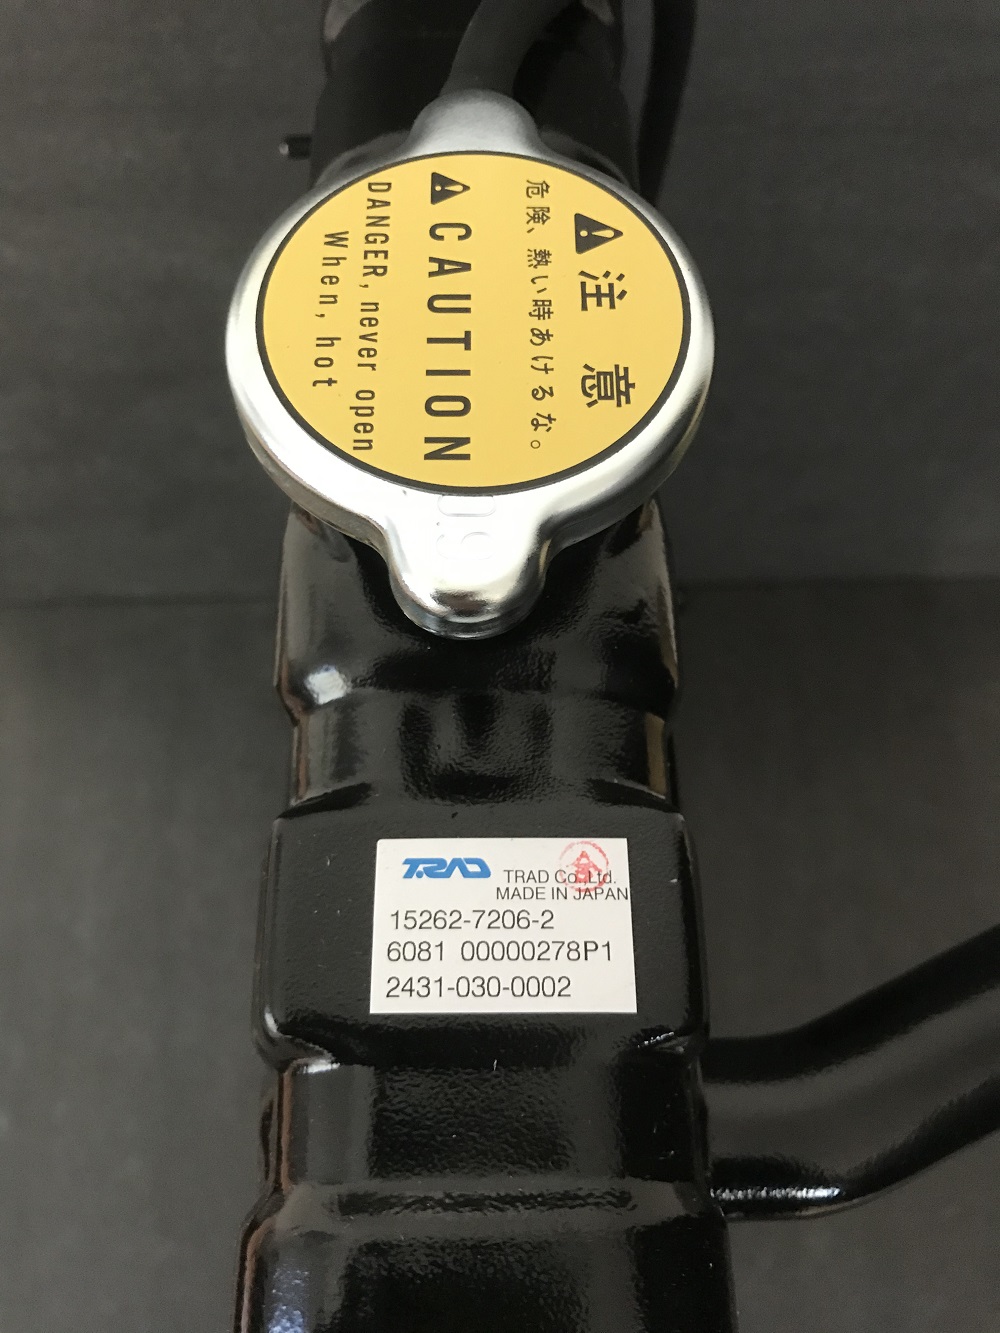 注意
危険、熱い時あけるな。
CAUTION
DANGER, never open
When, hot
TRAD
TRAD Co.,Ltd.
MADE IN JAPAN
15262-7206-2
6081 00000278P1
2431-030-0002